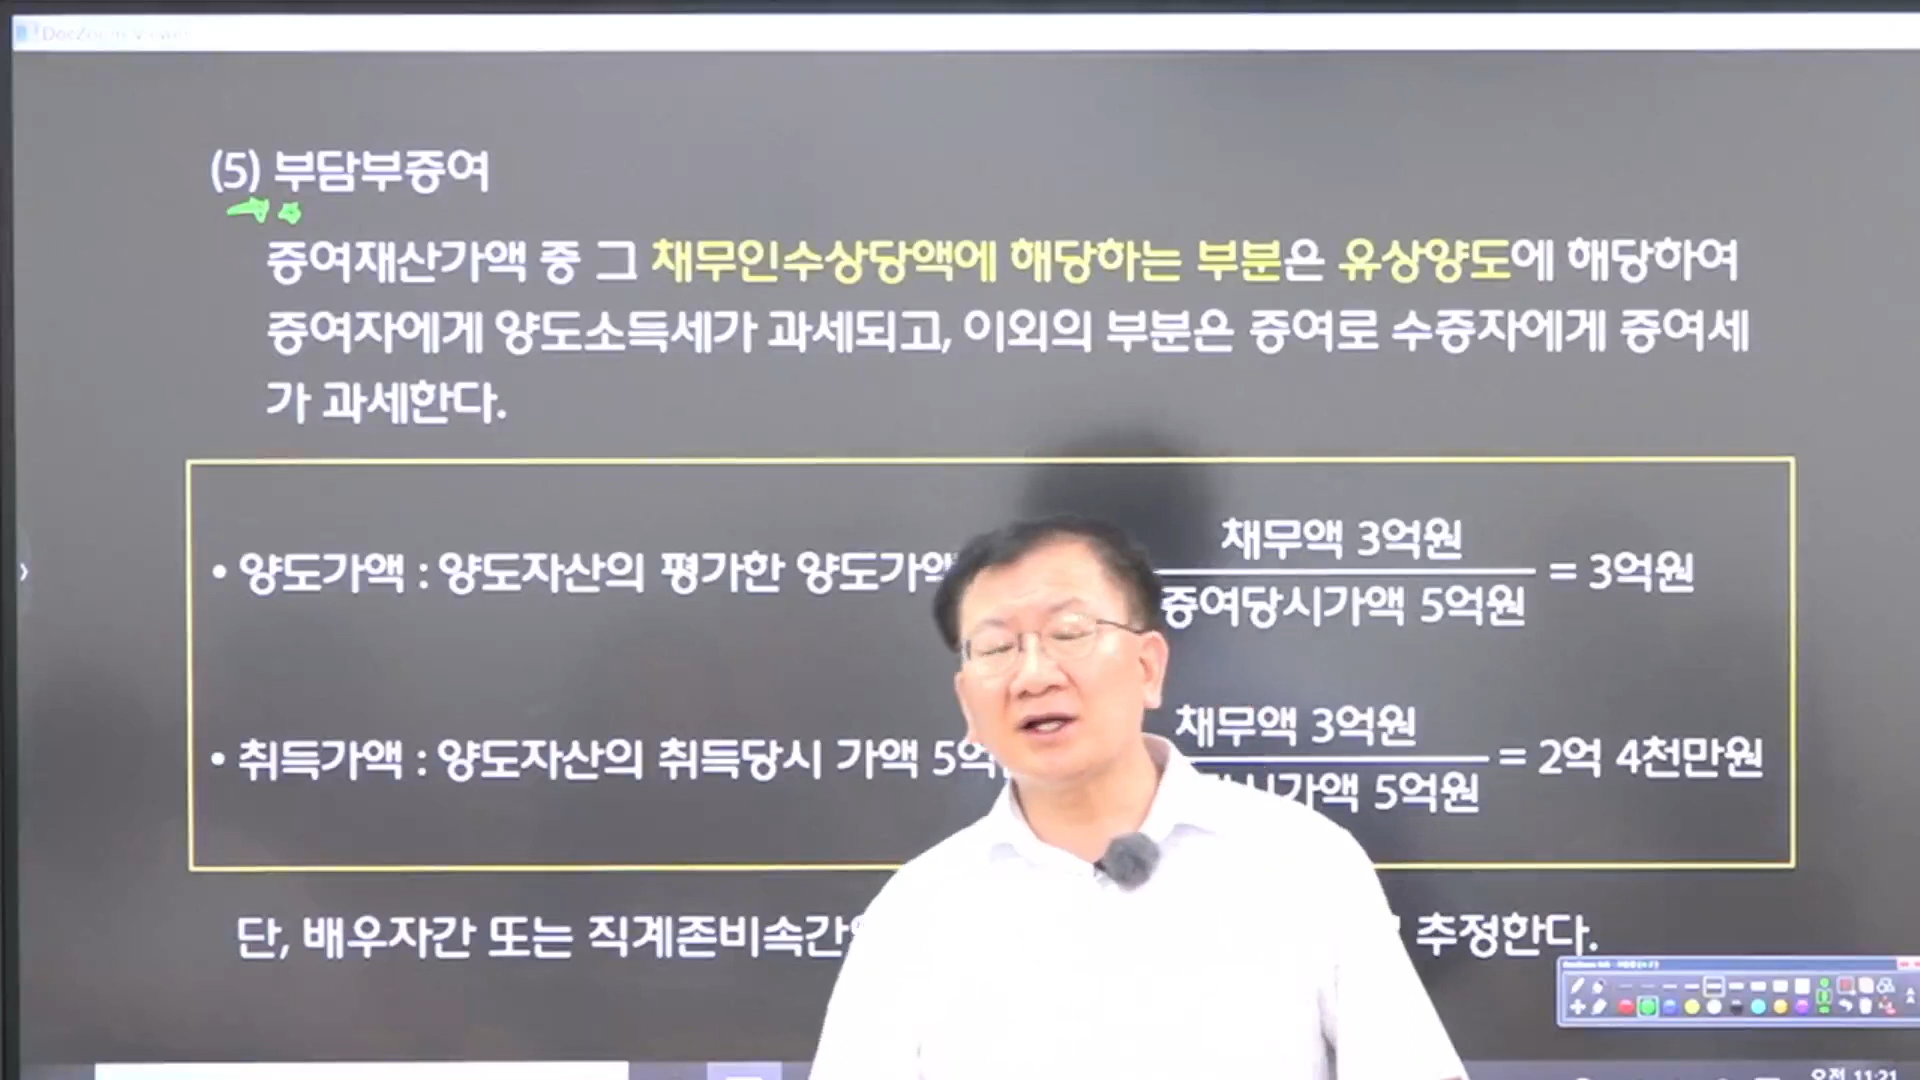 DocZoom Viewer
(5) 부담부증여
증여재산가액 중 그 채무인수상당액에 해당하는 부분은 유상양도에 해당하여
증여자에게 양도소득세가 과세되고, 이외의 부분은 증여로 수증자에게 증여세
가 과세한다.
• 양도가액 : 양도자산의 평가한 양도가액
채무액 3억원
증여당시가액 5억원
= 3억원
• 취득가액 : 양도자산의 취득당시 가액
채무액 3억원
5억원
= 2억 4천만원
단, 배우자간 또는 직계존비속간
추정한다.
오전 11:21